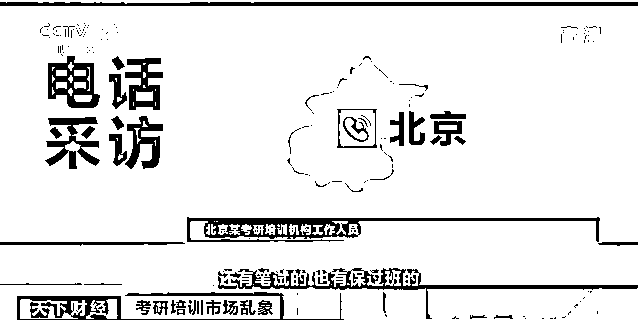 CCTV
高清
电话
采访
北京
北京某考研培训机构工作人员
还有笔试的 也有保过班的
天下财经
考研培训市场乱象